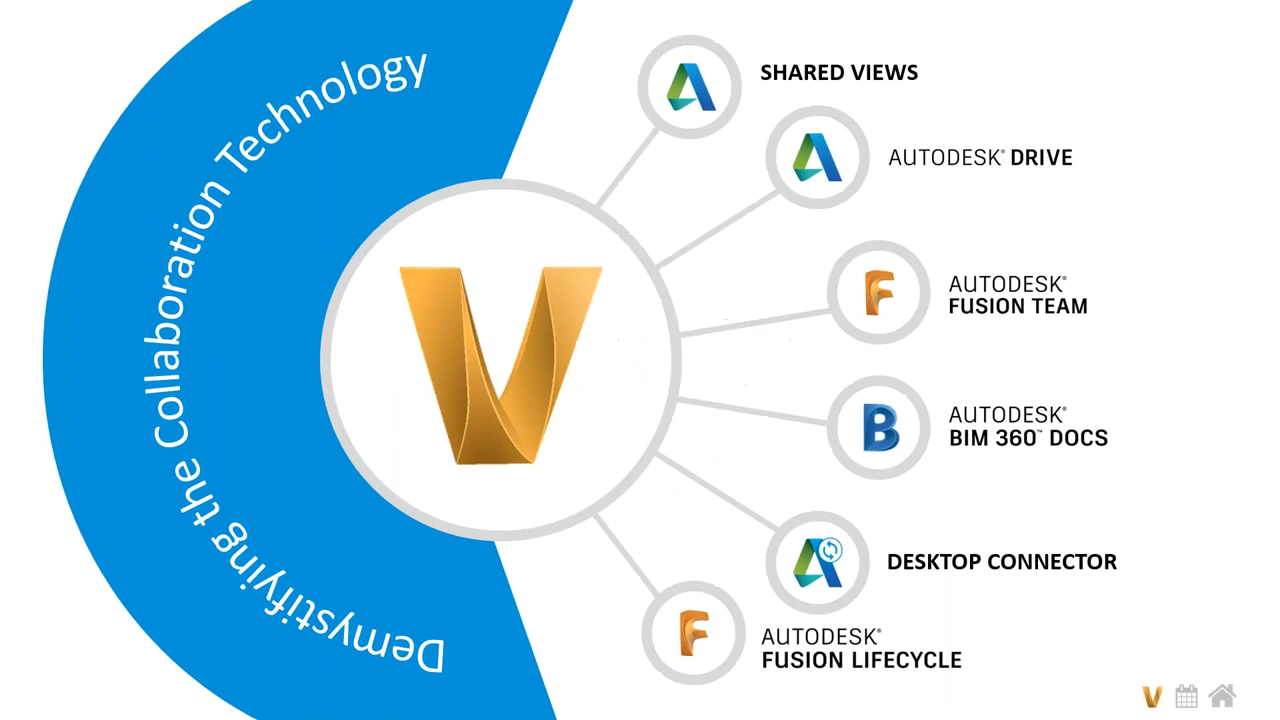 Demystifying the Collaboration Technology
SHARED VIEWS
AUTODESK® DRIVE
AUTODESK®
FUSION TEAM
AUTODESK®
BIM 360™ DOCS
DESKTOP CONNECTOR
AUTODESK®
FUSION LIFECYCLE